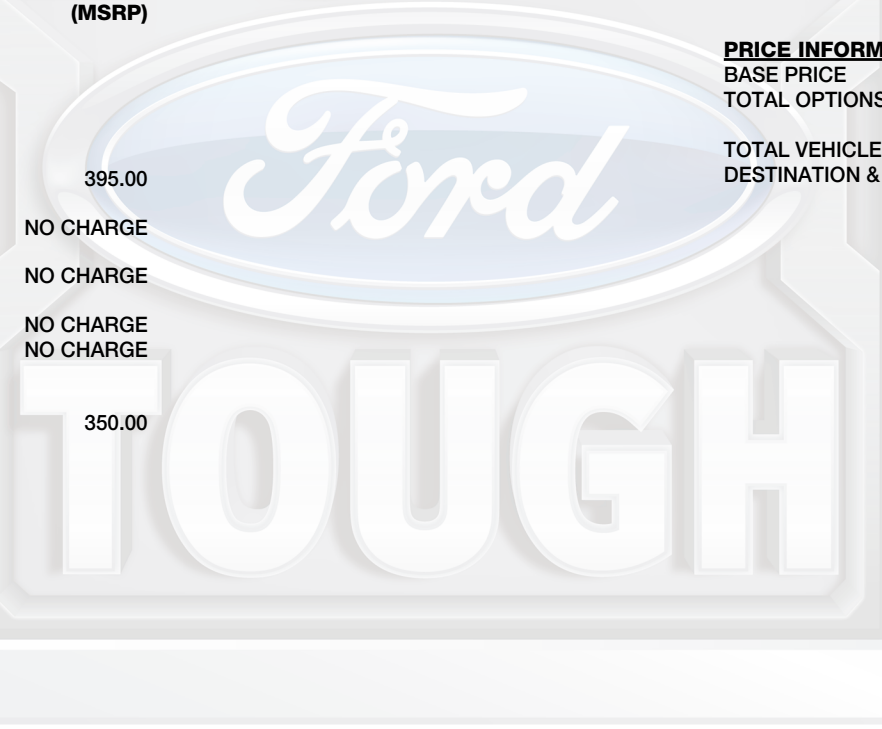 (MSRP)
395.00
NO CHARGE
NO CHARGE
NO CHARGE
NO CHARGE
350.00
PRICE INFORM
BASE PRICE
TOTAL OPTIONS
TOTAL VEHICLE
DESTINATION &
Ford
TOUGH